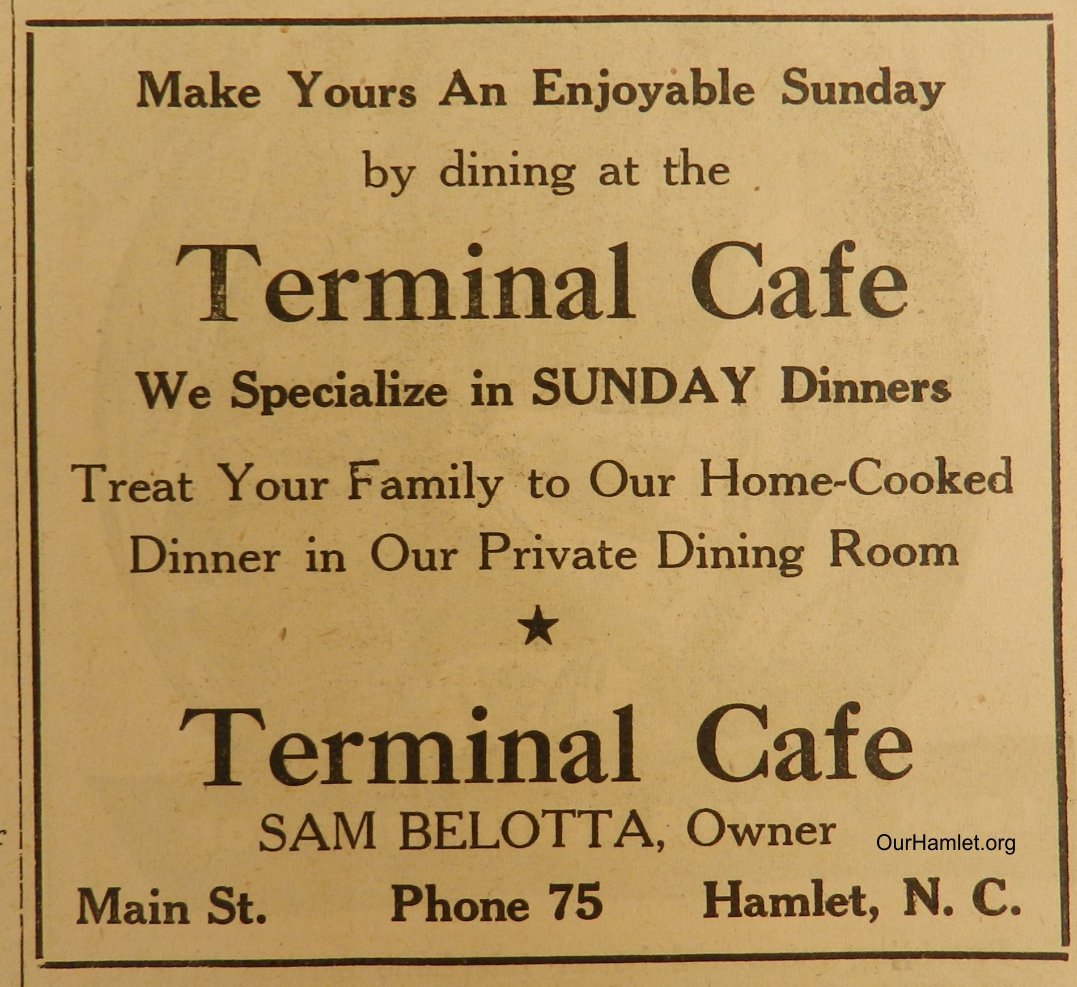 Make Yours An Enjoyable Sunday
by dining at the
Terminal Cafe
We Specialize in SUNDAY Dinners
Treat Your Family to Our Home-Cooked
Dinner in Our Private Dining Room
★
Terminal Cafe
SAM BELOTTA, Owner
OurHamlet.org
Main St. Phone 75 Hamlet, N. C.